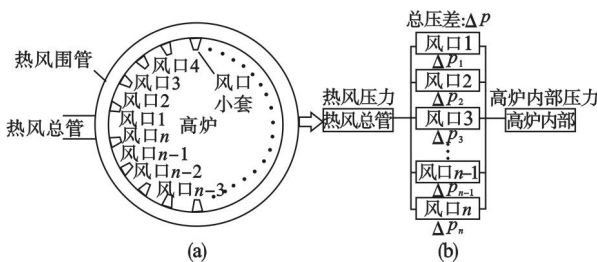 热风围管
热风总管
风口4
风口3
风口2
风口1
风口n
风口n-1
风口n-2
风口n-3
风口
小套
高炉
(a)
总压差:Δp
热风压力
热风总管
风口1
Δp₁
风口2
Δp₂
风口3
Δp₃
⋮
风口n-1
Δpₙ₋₁
风口n
Δpₙ
高炉内部压力
高炉内部
(b)